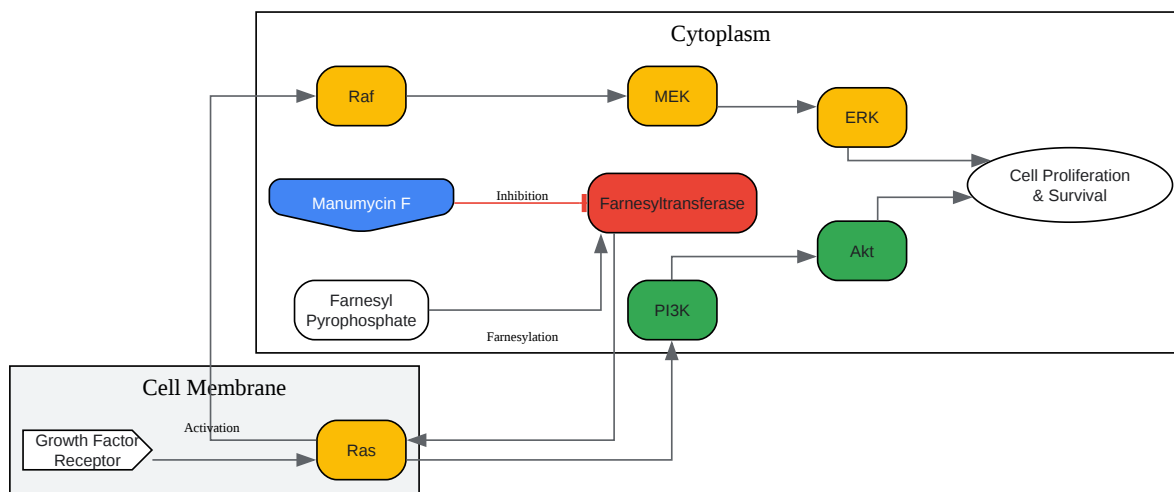 Cytoplasm
Raf
MEK
ERK
Cell Proliferation
& Survival
Manumycin F
Inhibition
Farnesyltransferase
Akt
Farnesyl
Pyrophosphate
PI3K
Farnesylation
Cell Membrane
Activation
Growth Factor
Receptor
Ras